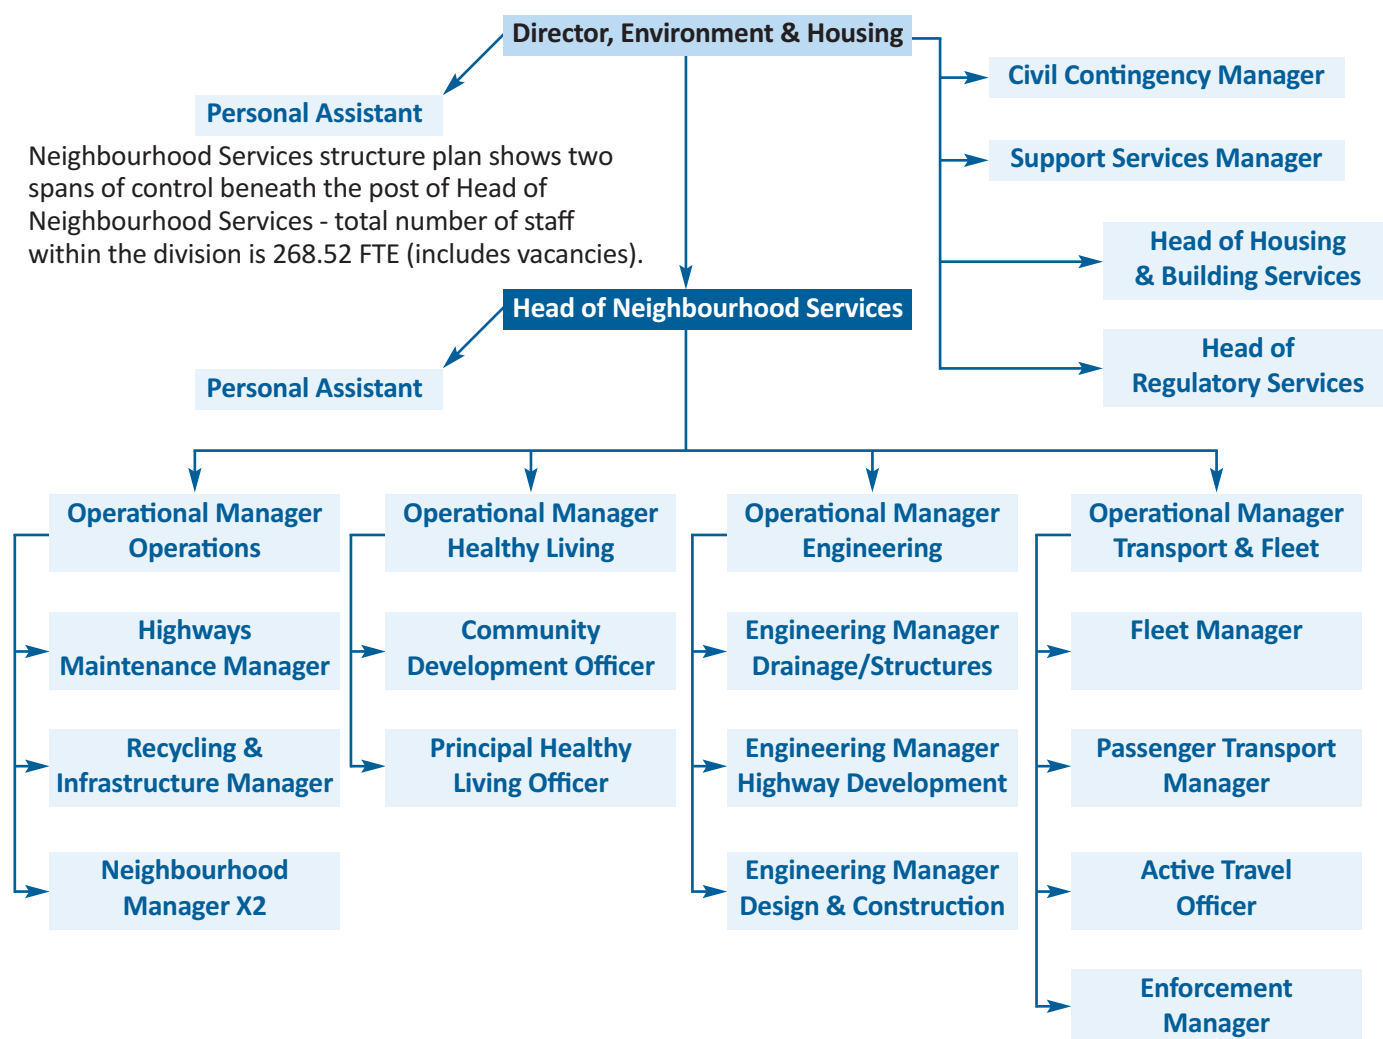 Director, Environment & Housing
Civil Contingency Manager
Personal Assistant
Neighbourhood Services structure plan shows two
spans of control beneath the post of Head of
Neighbourhood Services - total number of staff
within the division is 268.52 FTE (includes vacancies).
Support Services Manager
Head of Housing
& Building Services
Head of Neighbourhood Services
Head of
Regulatory Services
Personal Assistant
Operational Manager
Operations
Highways
Maintenance Manager
Recycling &
Infrastructure Manager
Neighbourhood
Manager X2
Operational Manager
Healthy Living
Community
Development Officer
Principal Healthy
Living Officer
Operational Manager
Engineering
Engineering Manager
Drainage/Structures
Engineering Manager
Highway Development
Engineering Manager
Design & Construction
Operational Manager
Transport & Fleet
Fleet Manager
Passenger Transport
Manager
Active Travel
Officer
Enforcement
Manager